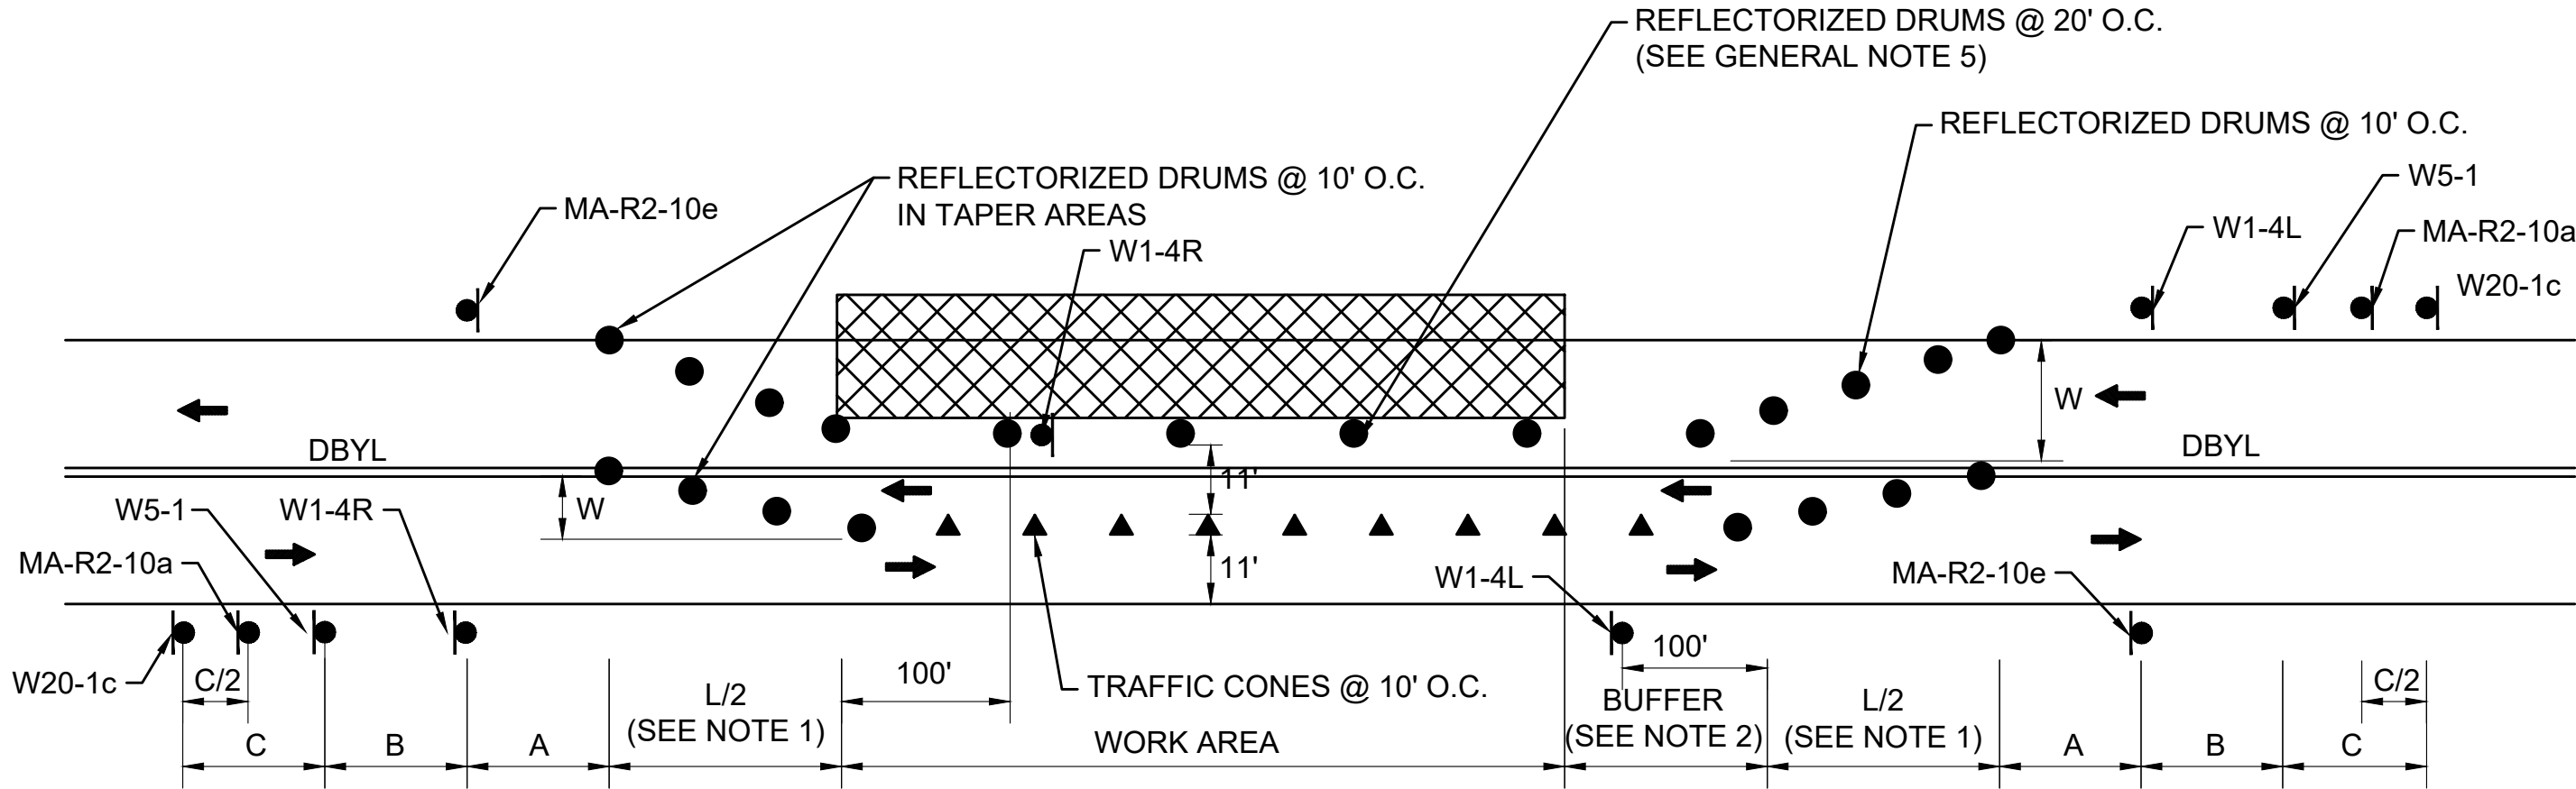 REFLECTORIZED DRUMS @ 20' O.C.
(SEE GENERAL NOTE 5)
REFLECTORIZED DRUMS @ 10' O.C.
REFLECTORIZED DRUMS @ 10' O.C.
IN TAPER AREAS
W5-1
MA-R2-10e
W1-4L
MA-R2-10a
W1-4R
W20-1c
W
DBYL
DBYL
11'
W5-1
W1-4R
W
MA-R2-10a
11'
W1-4L
MA-R2-10e
W20-1c
C/2
100'
100'
TRAFFIC CONES @ 10' O.C.
C/2
L/2
(SEE NOTE 1)
BUFFER
(SEE NOTE 2)
L/2
(SEE NOTE 1)
C
B
A
WORK AREA
A
B
C